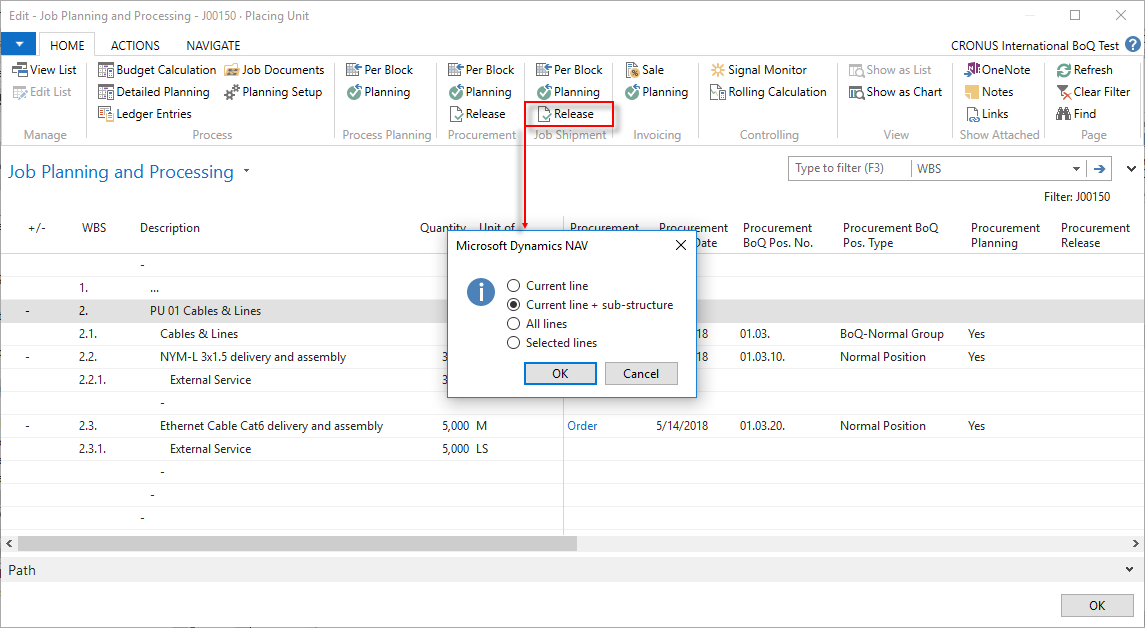 Edit - Job Planning and Processing - J00150 · Placing Unit
HOME ACTIONS NAVIGATE CRONUS International BoQ Test ?
View List Budget Calculation Job Documents Per Block Per Block Per Block Sale Signal Monitor Show as List OneNote Refresh
Edit List Detailed Planning Planning Setup Planning Planning Planning Planning Rolling Calculation Show as Chart Notes Clear Filter
Ledger Entries Release Release Links Find
Manage Process Process Planning Procurement Job Shipment Invoicing Controlling View Show Attached Page
Job Planning and Processing Type to filter (F3) WBS
Filter: J00150
+/- WBS Description Quantity Unit of Procurement Procurement Procurement Procurement BoQ Procurement Procurement
Date BoQ Pos. No. Pos. Type Planning Release
-
1. ...
- 2. PU 01 Cables & Lines
2.1. Cables & Lines 18 01.03. BoQ-Normal Group Yes
- 2.2. NYM-L 3x1.5 delivery and assembly 3 18 01.03.10. Normal Position Yes
2.2.1. External Service 3
-
- 2.3. Ethernet Cable Cat6 delivery and assembly 5,000 M Order 5/14/2018 01.03.20. Normal Position Yes
2.3.1. External Service 5,000 LS
-
-
-
Microsoft Dynamics NAV
i
Current line
Current line + sub-structure
All lines
Selected lines
OK Cancel
Path
OK